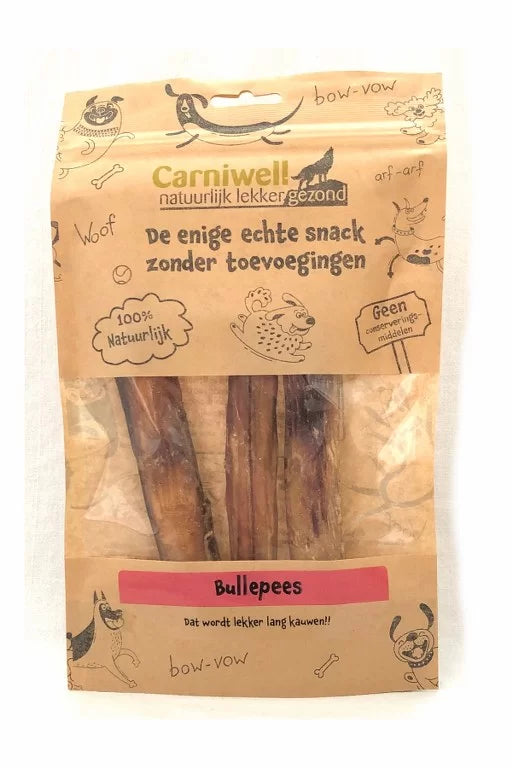 bow-vow
Carniwell
natuurlijk lekker gezond
arf-arf
Woof
De enige echte snack
zonder toevoegingen
100%
Natuurlijk
Geen
conserverings-
middelen
Bullepees
Dat wordt lekker lang kauwen!!
bow-vow